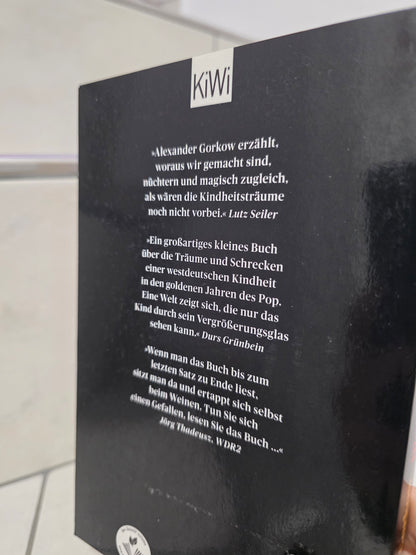 KiWi
»Alexander Gorkow erzählt,
woraus wir gemacht sind,
nüchtern und magisch zugleich,
als wären die Kindheitsträume
noch nicht vorbei.« Lutz Seiler
»Ein großartiges kleines Buch
über die Träume und Schrecken
einer westdeutschen Kindheit
in den goldenen Jahren des Pop.
Eine Welt zeigt sich, die nur das
Kind durch sein Vergrößerungsglas
sehen kann.« Durs Grünbein
»Wenn man das Buch bis zum
letzten Satz zu Ende liest,
sitzt man da und ertappt sich selbst
beim Weinen. Tun Sie sich
einen Gefallen, lesen Sie das Buch ...«
Jörg Thadeusz, WDR2